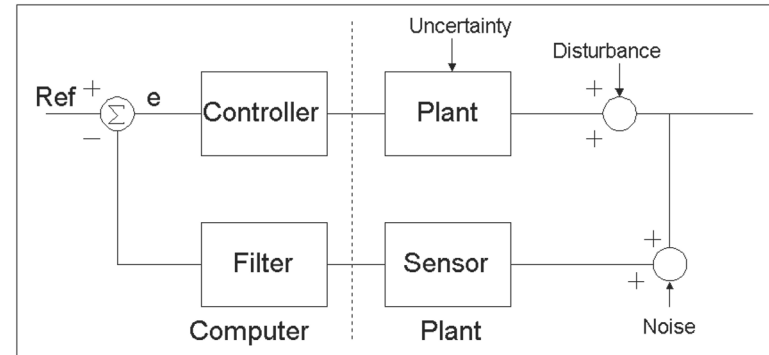 Uncertainty
Disturbance
Ref
+
e
Σ
−
Controller
Plant
+
+
Filter
Sensor
+
+
Computer
Plant
Noise